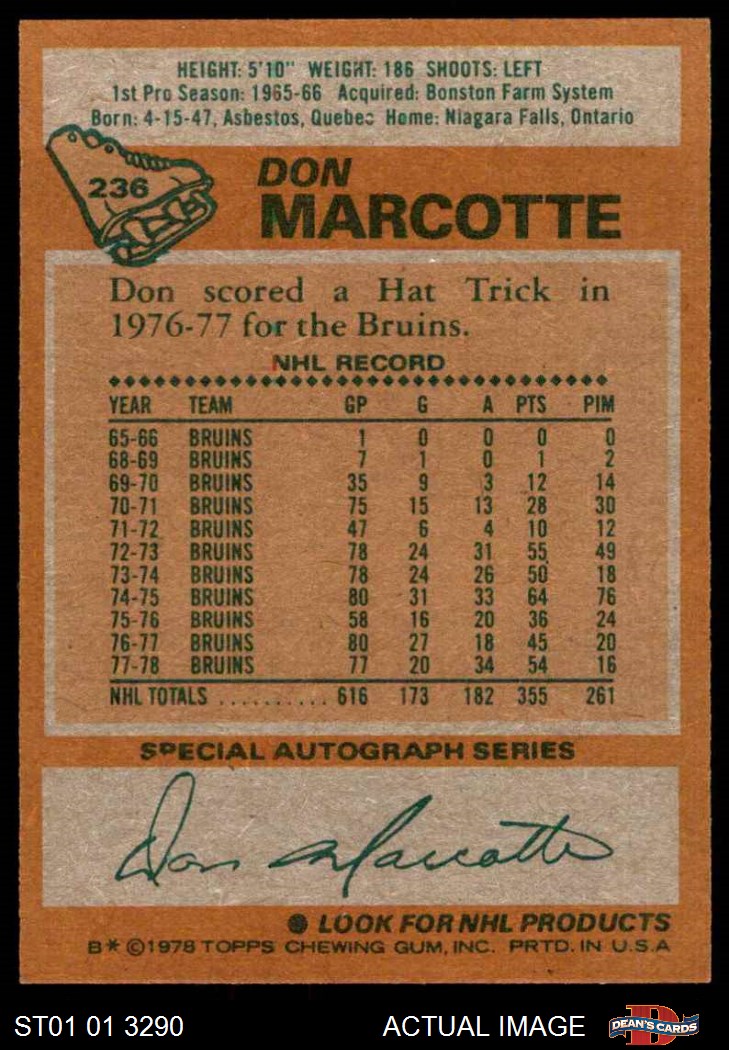 HEIGHT: 5'10" WEIGHT: 186 SHOOTS: LEFT
1st Pro Season: 1965-66 Acquired: Bonston Farm System
Born: 4-15-47, Asbestos, Quebec Home: Niagara Falls, Ontario
236
DON
MARCOTTE
Don scored a Hat Trick in
1976-77 for the Bruins.
NHL RECORD
YEAR TEAM GP G A PTS PIM
65-66 BRUINS 1 0 0 0 0
68-69 BRUINS 7 1 0 1 2
69-70 BRUINS 35 9 3 12 14
70-71 BRUINS 75 15 13 28 30
71-72 BRUINS 47 6 4 10 12
72-73 BRUINS 78 24 31 55 49
73-74 BRUINS 78 24 26 50 18
74-75 BRUINS 80 31 33 64 76
75-76 BRUINS 58 16 20 36 24
76-77 BRUINS 80 27 18 45 20
77-78 BRUINS 77 20 34 54 16
NHL TOTALS .......... 616 173 182 355 261
SPECIAL AUTOGRAPH SERIES
Don Marcotte
● LOOK FOR NHL PRODUCTS
B* ©1978 TOPPS CHEWING GUM, INC. PRTD. IN U.S.A
ST01 01 3290 ACTUAL IMAGE DEAN'S CARDS